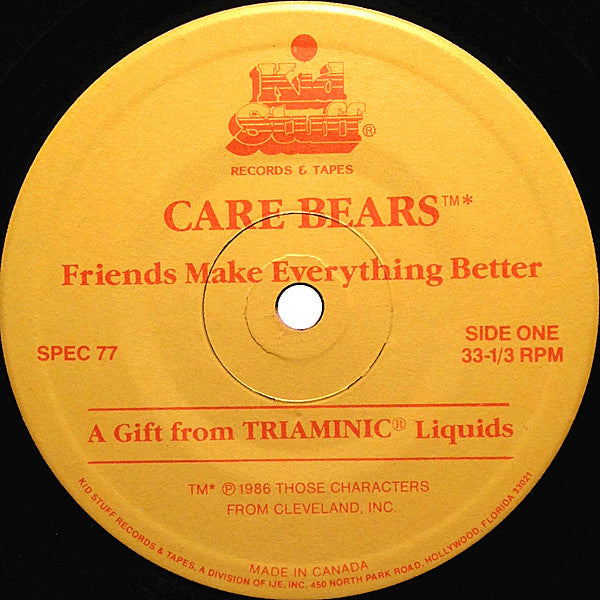 Kid
Stuff®
RECORDS & TAPES
CARE BEARS™*
Friends Make Everything Better
SPEC 77
SIDE ONE
33-1/3 RPM
A Gift from TRIAMINIC® Liquids
TM* ℗ 1986 THOSE CHARACTERS
FROM CLEVELAND, INC.
MADE IN CANADA
KID STUFF RECORDS & TAPES, A DIVISION OF IJE, INC. 450 NORTH PARK ROAD, HOLLYWOOD, FLORIDA 33021